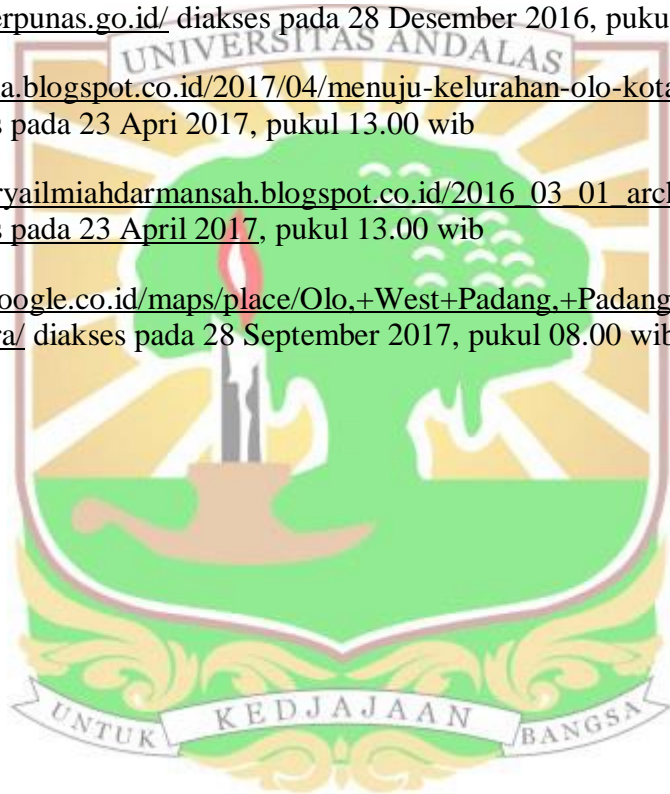 erpunas.go.id/ diakses pada 28 Desember 2016, puku
UNIVERSITAS ANDALAS
a.blogspot.co.id/2017/04/menuju-kelurahan-olo-kota
s pada 23 Apri 2017, pukul 13.00 wib
ryailmiahdarmansah.blogspot.co.id/2016_03_01_arcl
s pada 23 April 2017, pukul 13.00 wib
oogle.co.id/maps/place/Olo,+West+Padang,+Padang
ra/ diakses pada 28 September 2017, pukul 08.00 wib
UNTUK KEDJAJAAN BANGSA